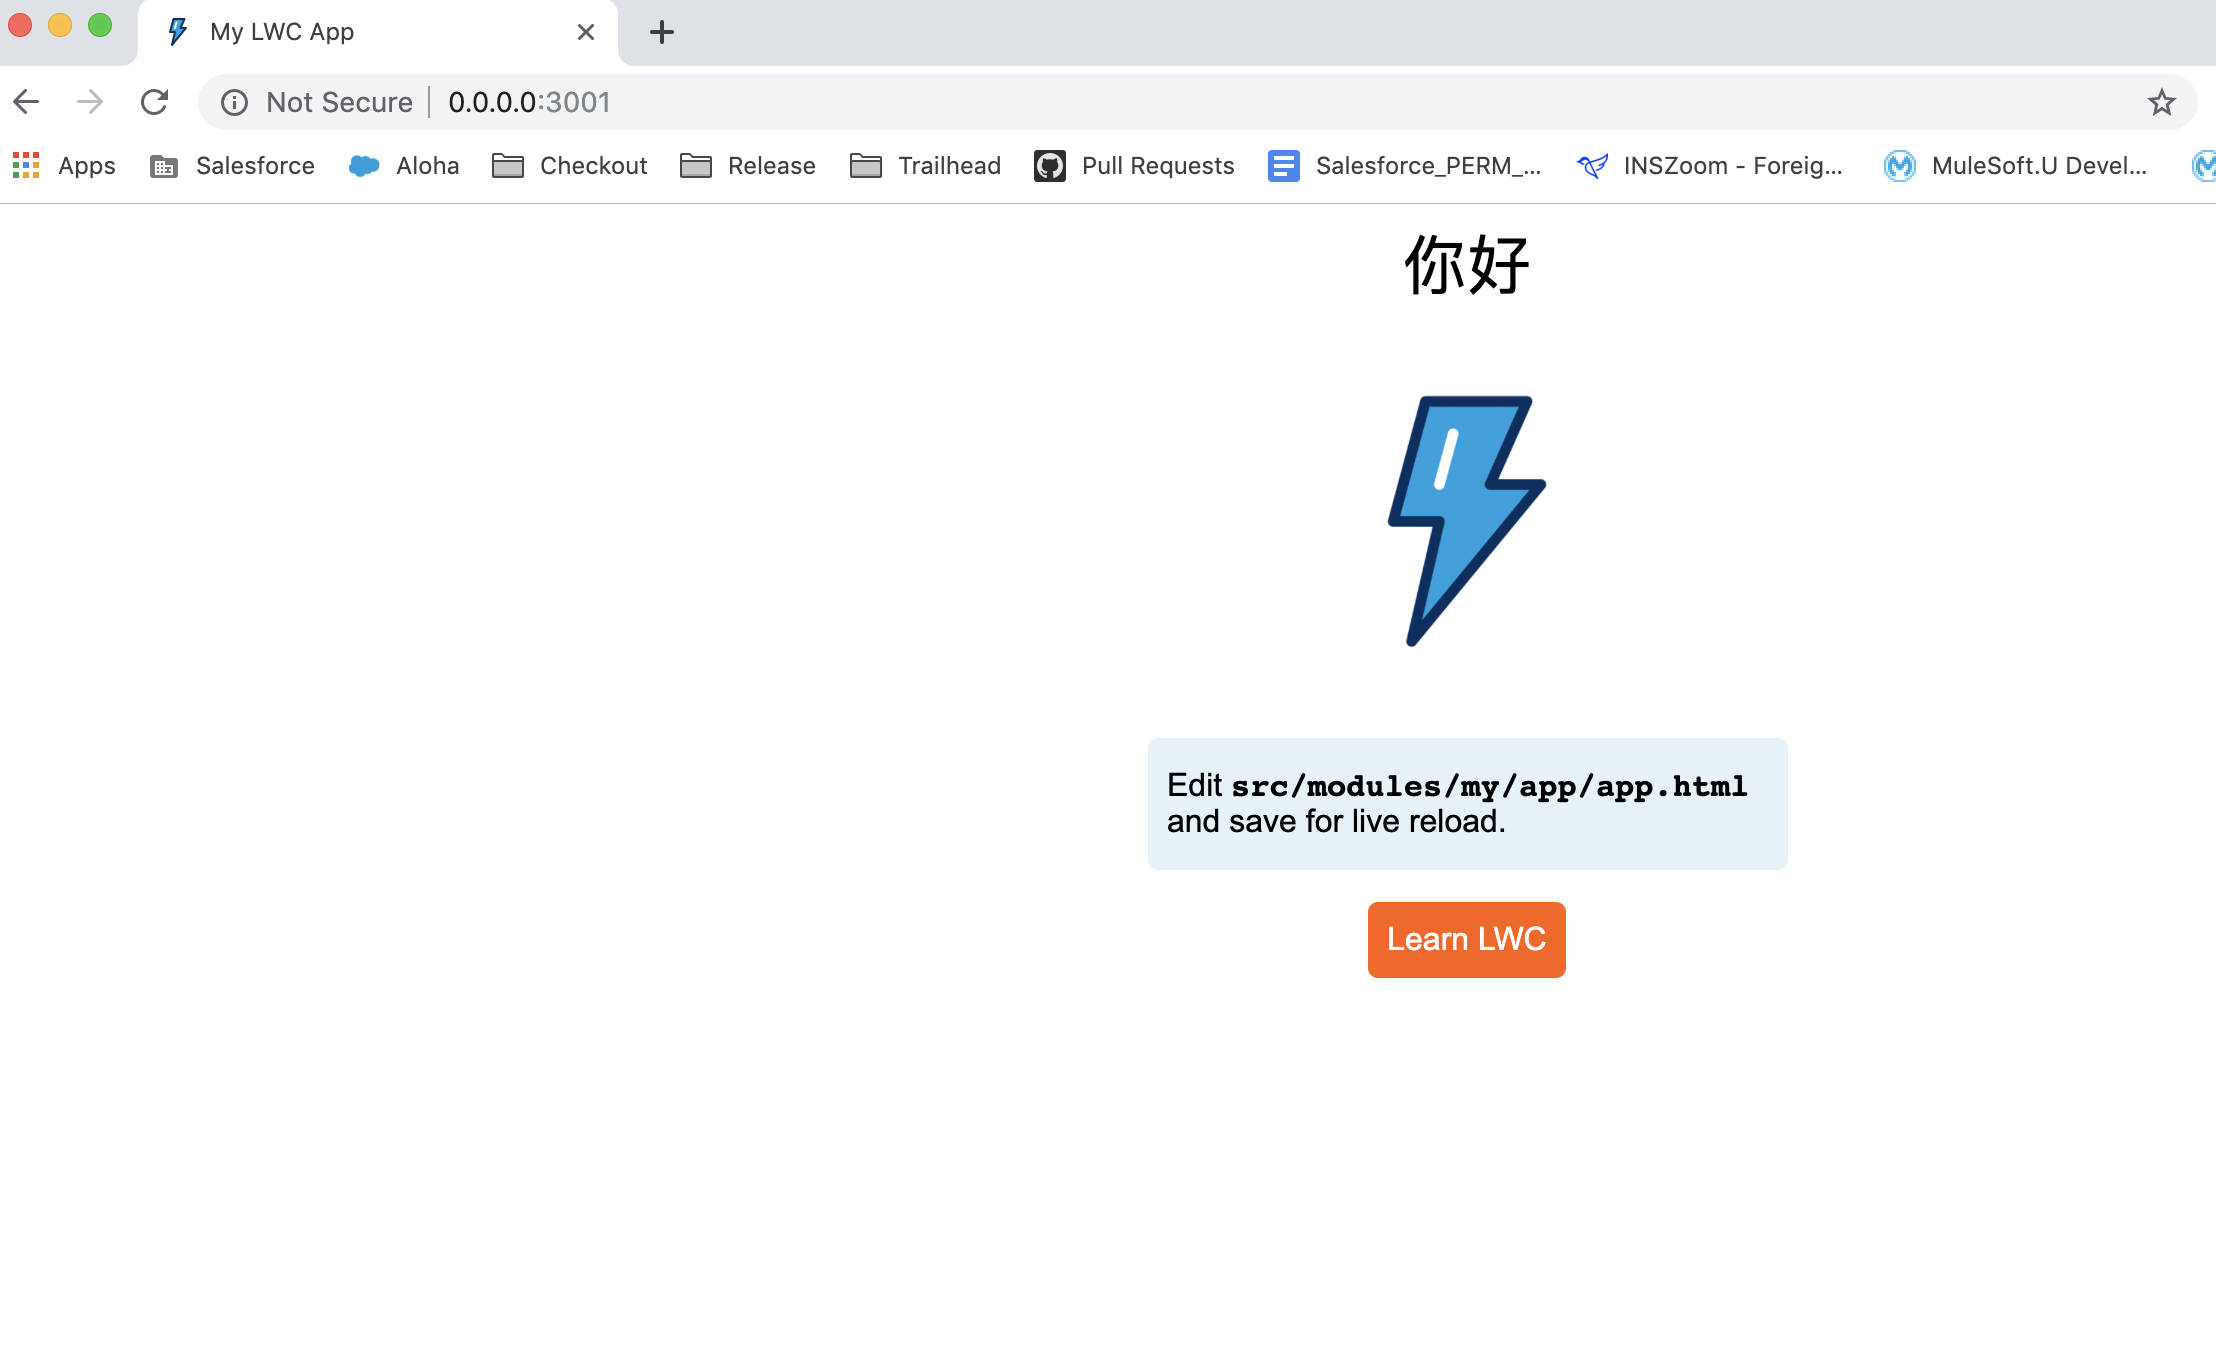 My LWC App
Not Secure 0.0.0.0:3001
Apps Salesforce Aloha Checkout Release Trailhead Pull Requests Salesforce_PERM_... INSZoom - Foreig... MuleSoft.U Devel...
你好
Edit src/modules/my/app/app.html
and save for live reload.
Learn LWC